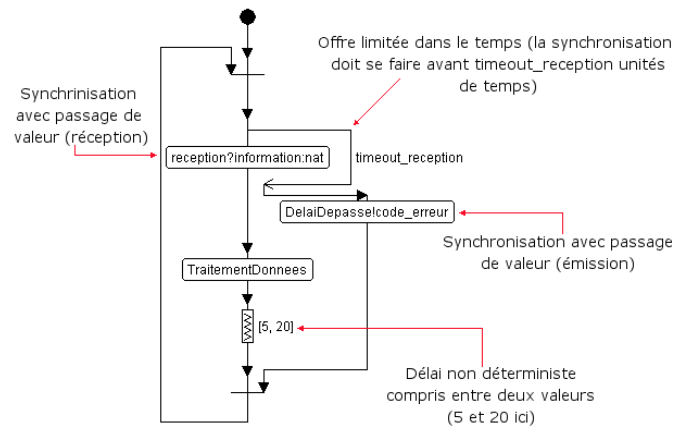 Offre limitée dans le temps (la synchronisation
doit se faire avant timeout_reception unités
de temps)
Synchrinisation
avec passage de
valeur (réception)
reception?information:nat
timeout_reception
DelaiDepasse!code_erreur
Synchronisation avec passage
de valeur (émission)
TraitementDonnees
[5, 20]
Délai non déterministe
compris entre deux valeurs
(5 et 20 ici)